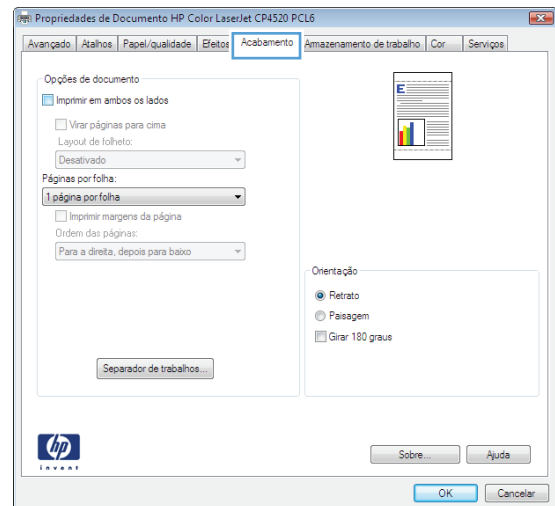 Propriedades de Documento HP Color LaserJet CP4520 PCL6
Avançado Atalhos Papel/qualidade Efeitos Acabamento Armazenamento de trabalho Cor Serviços
Opções de documento
Imprimir em ambos os lados
Virar páginas para cima
Layout de folheto:
Desativado
Páginas por folha:
1 página por folha
Imprimir margens da página
Ordem das páginas:
Para a direita, depois para baixo
Separador de trabalhos...
E
Orientação
Retrato
Paisagem
Girar 180 graus
hp
invent
Sobre... Ajuda
OK Cancelar